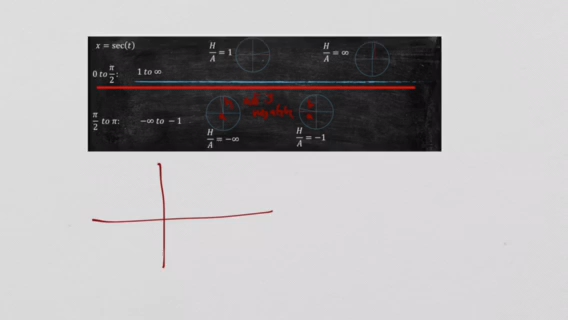 x = sec(t)
H/A = 1
H/A = ∞
0 to π/2: 1 to ∞
π/2 to π: -∞ to -1
H/A = -∞
H/A = -1